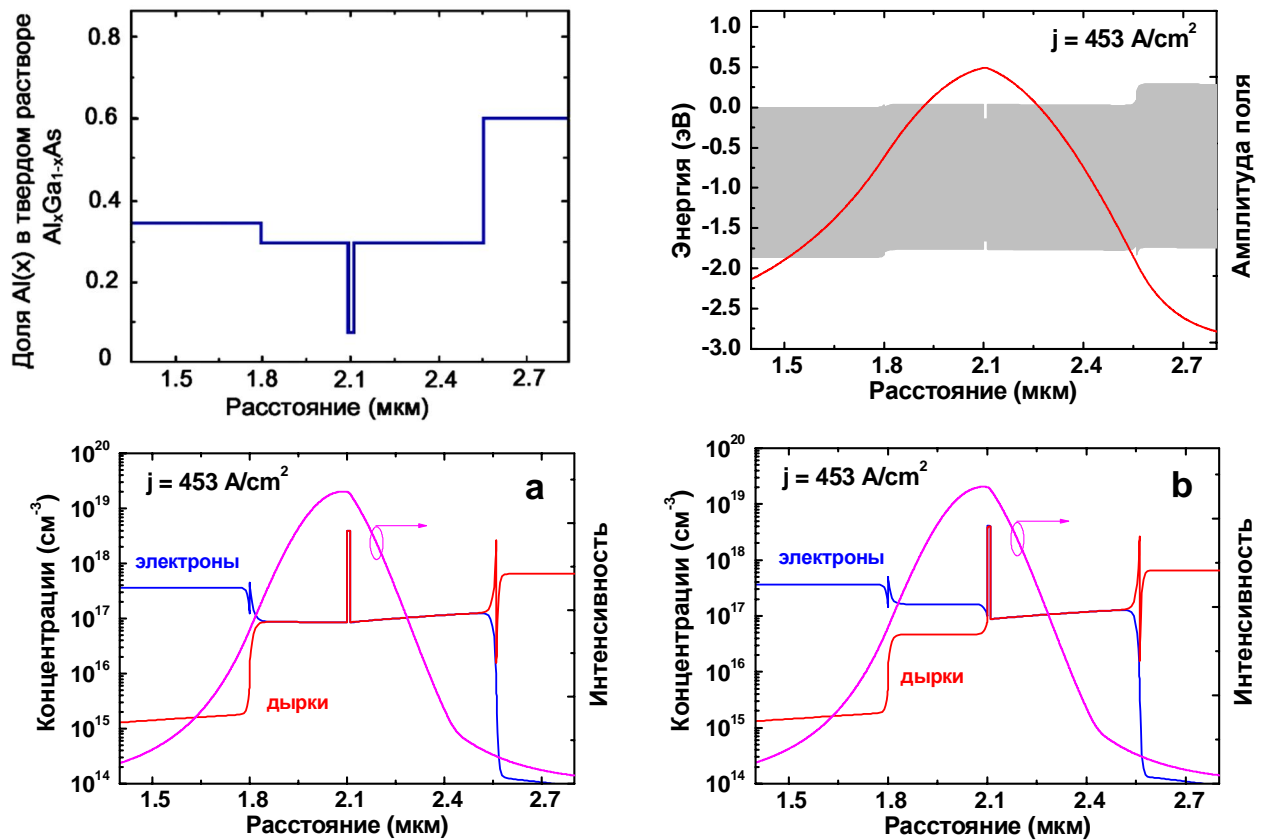 Доля Al(x) в твердом растворе
AlxGa1-xAs
0.8
0.6
0.4
0.2
0
1.5
1.8
2.1
2.4
2.7
Расстояние (мкм)
j = 453 A/cm²
Энергия (эВ)
1.0
0.5
0.0
-0.5
-1.0
-1.5
-2.0
-2.5
-3.0
1.5
1.8
2.1
2.4
2.7
Расстояние (мкм)
Амплитуда поля
j = 453 A/cm²
a
Концентрации (см⁻³)
10²⁰
10¹⁹
10¹⁸
10¹⁷
10¹⁶
10¹⁵
10¹⁴
электроны
дырки
1.5
1.8
2.1
2.4
2.7
Расстояние (мкм)
Интенсивность
j = 453 A/cm²
b
Концентрации (см⁻³)
10²⁰
10¹⁹
10¹⁸
10¹⁷
10¹⁶
10¹⁵
10¹⁴
электроны
дырки
1.5
1.8
2.1
2.4
2.7
Расстояние (мкм)
Интенсивность